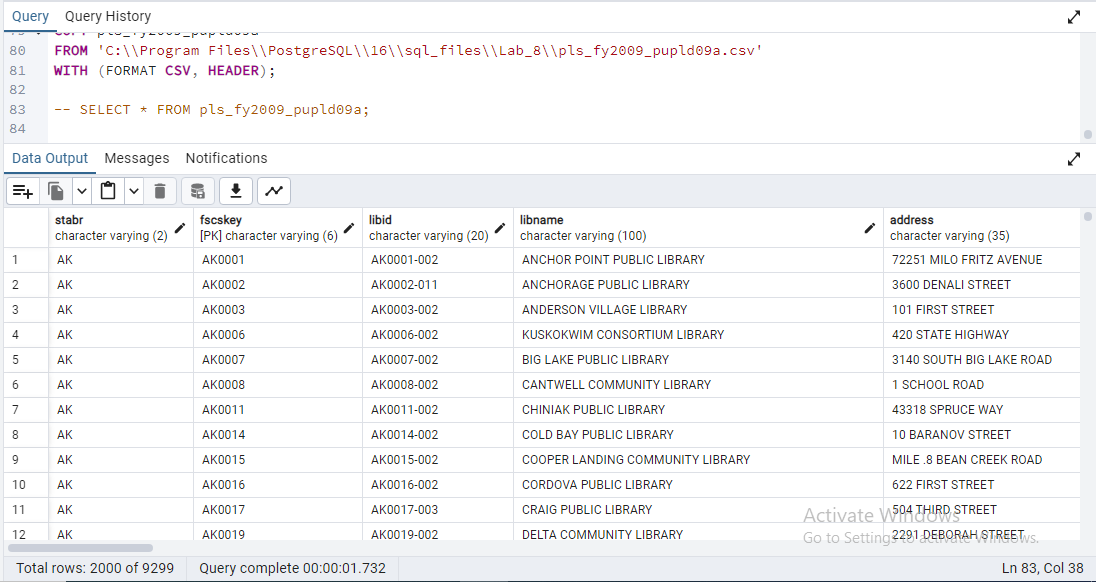 Query Query History
80 FROM 'C:\\Program Files\\PostgreSQL\\16\\sql_files\\Lab_8\\pls_fy2009_pupld09a.csv'
81 WITH (FORMAT CSV, HEADER);
82
83 -- SELECT * FROM pls_fy2009_pupld09a;
84
Data Output Messages Notifications
stabr fscskey libid libname address
character varying (2) [PK] character varying (6) character varying (20) character varying (100) character varying (35)
1 AK AK0001 AK0001-002 ANCHOR POINT PUBLIC LIBRARY 72251 MILO FRITZ AVENUE
2 AK AK0002 AK0002-011 ANCHORAGE PUBLIC LIBRARY 3600 DENALI STREET
3 AK AK0003 AK0003-002 ANDERSON VILLAGE LIBRARY 101 FIRST STREET
4 AK AK0006 AK0006-002 KUSKOKWIM CONSORTIUM LIBRARY 420 STATE HIGHWAY
5 AK AK0007 AK0007-002 BIG LAKE PUBLIC LIBRARY 3140 SOUTH BIG LAKE ROAD
6 AK AK0008 AK0008-002 CANTWELL COMMUNITY LIBRARY 1 SCHOOL ROAD
7 AK AK0011 AK0011-002 CHINIAK PUBLIC LIBRARY 43318 SPRUCE WAY
8 AK AK0014 AK0014-002 COLD BAY PUBLIC LIBRARY 10 BARANOV STREET
9 AK AK0015 AK0015-002 COOPER LANDING COMMUNITY LIBRARY MILE .8 BEAN CREEK ROAD
10 AK AK0016 AK0016-002 CORDOVA PUBLIC LIBRARY 622 FIRST STREET
11 AK AK0017 AK0017-003 CRAIG PUBLIC LIBRARY 504 THIRD STREET
12 AK AK0019 AK0019-002 DELTA COMMUNITY LIBRARY 2291 DEBORAH STREET
Activate Windows
Go to Settings to activate Windows.
Total rows: 2000 of 9299 Query complete 00:00:01.732 Ln 83, Col 38